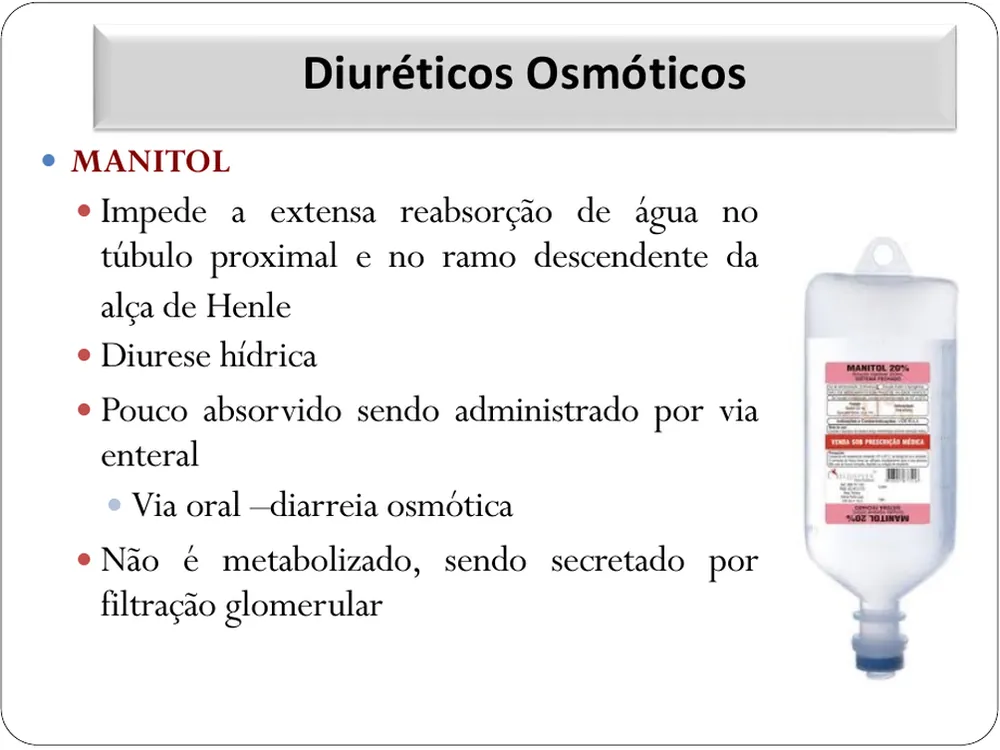 Diuréticos Osmóticos
MANITOL
Impede a extensa reabsorção de água no
túbulo proximal e no ramo descendente da
alça de Henle
Diurese hídrica
Pouco absorvido sendo administrado por via
enteral
Via oral –diarreia osmótica
Não é metabolizado, sendo secretado por
filtração glomerular
MANITOL 20%
SISTEMA FECHADO
VENDA SOB PRESCRIÇÃO MÉDICA
MANITOL 20%